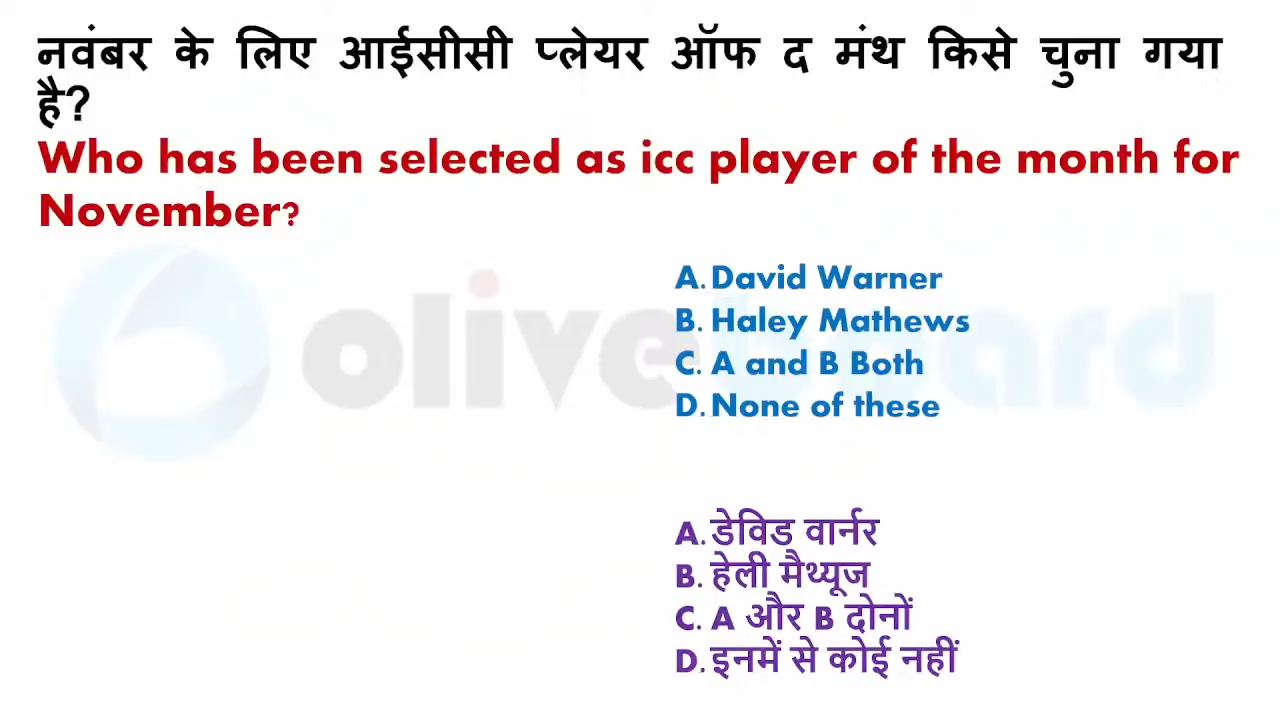 नवंबर के लिए आईसीसी प्लेयर ऑफ द मंथ किसे चुना गया
है?
Who has been selected as icc player of the month for
November?
oliveboard
A. David Warner
B. Haley Mathews
C. A and B Both
D. None of these
A. डेविड वार्नर
B. हेली मैथ्यूज
C. A और B दोनों
D. इनमें से कोई नहीं